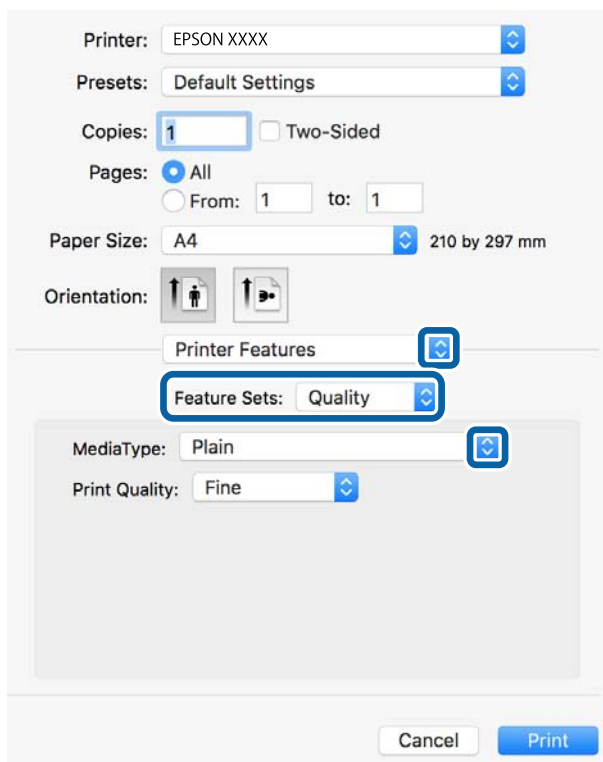 Printer: EPSON XXXX
Presets: Default Settings
Copies: 1 Two-Sided
Pages: All
From: 1 to: 1
Paper Size: A4 210 by 297 mm
Orientation:
Printer Features
Feature Sets: Quality
MediaType: Plain
Print Quality: Fine
Cancel Print